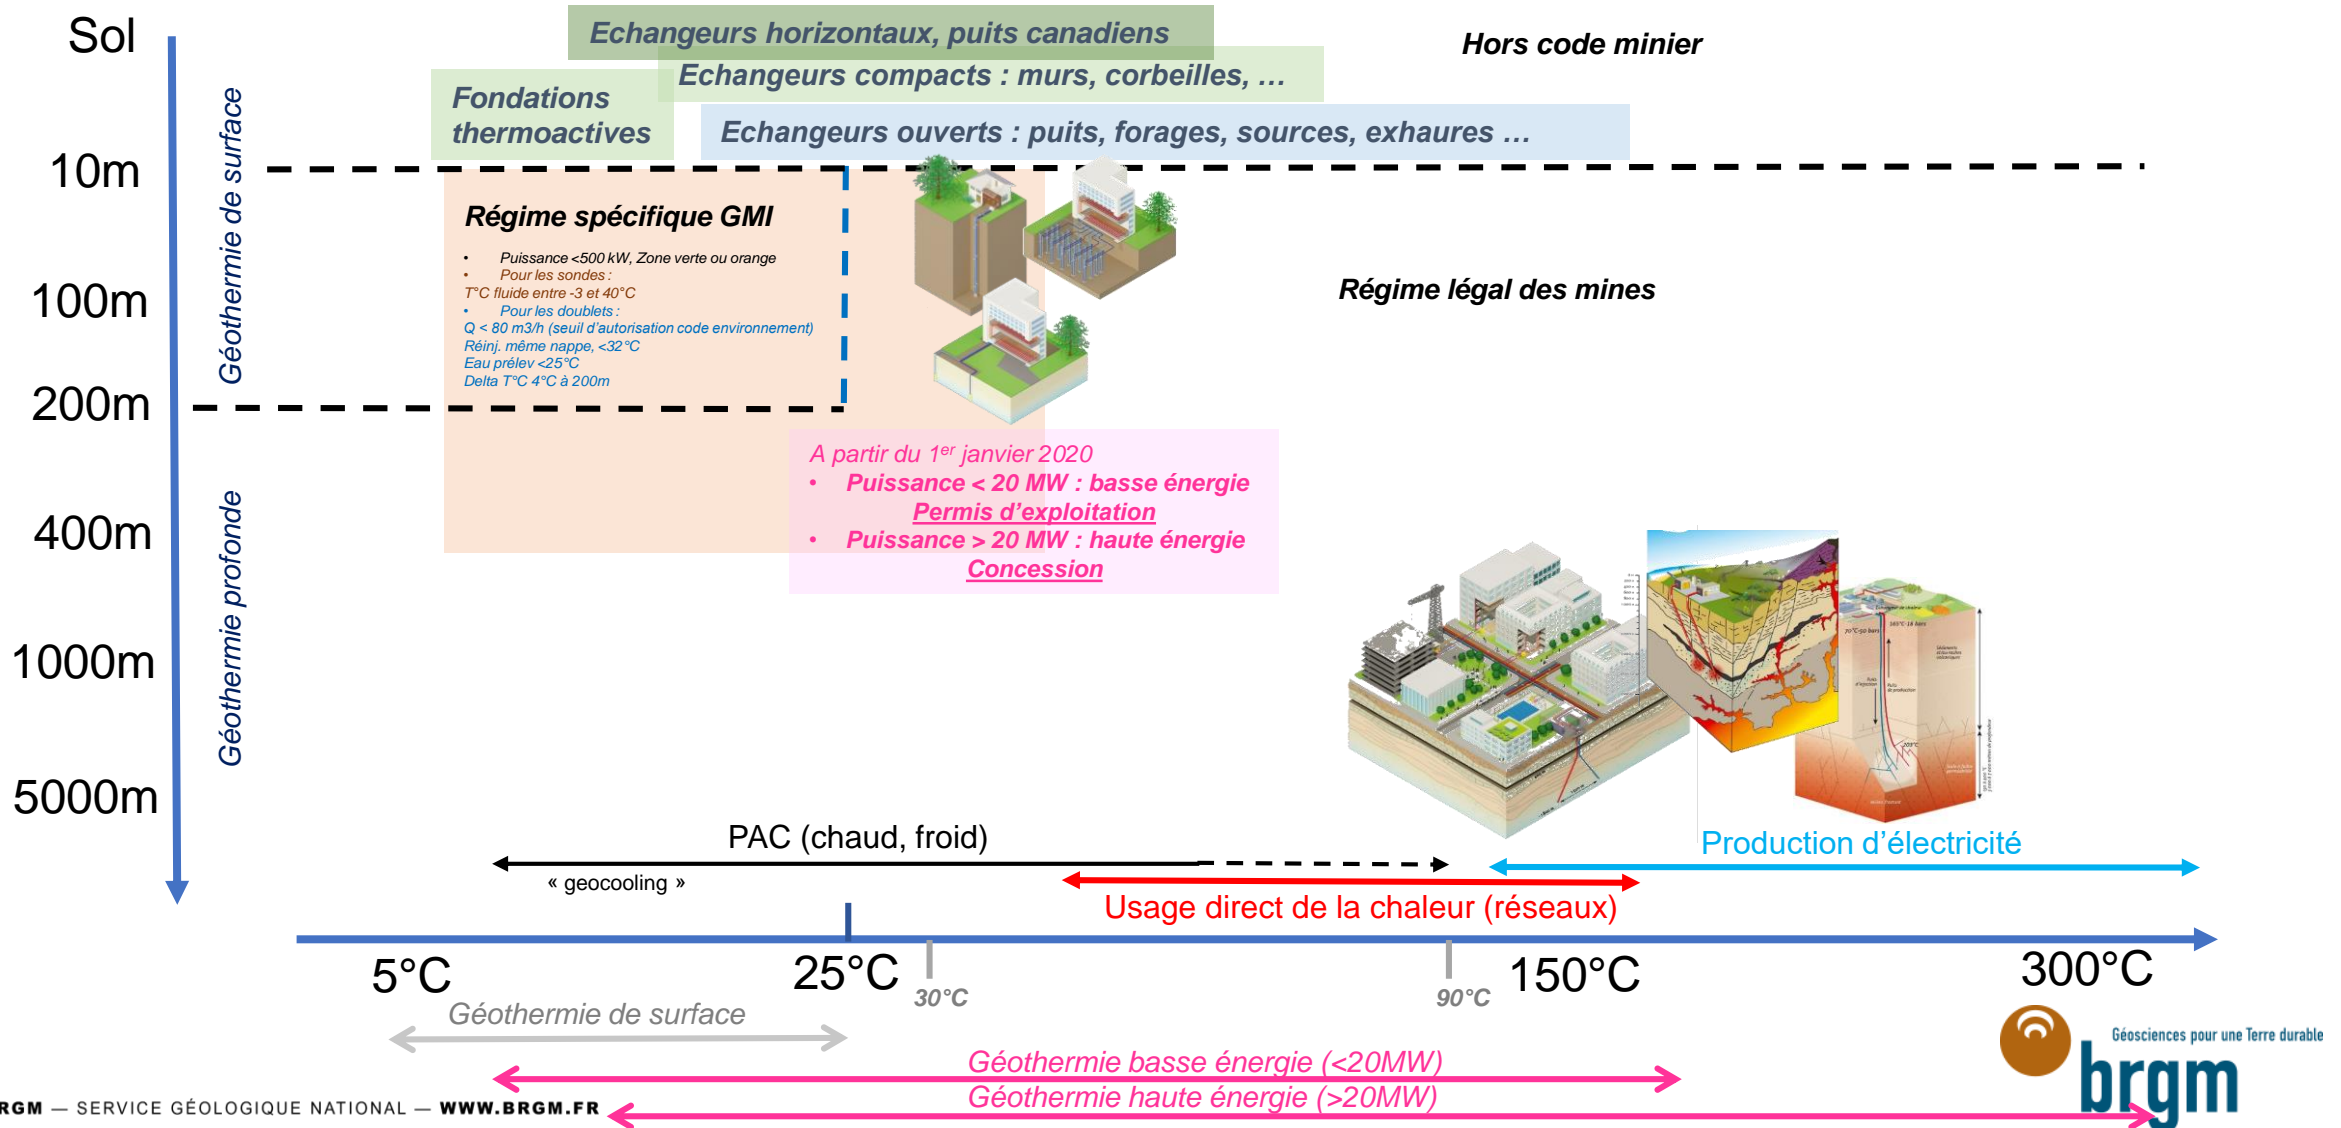 Sol
10m
100m
200m
400m
1000m
5000m
Géothermie de surface
Géothermie profonde
Echangeurs horizontaux, puits canadiens
Echangeurs compacts : murs, corbeilles, …
Fondations
thermoactives
Echangeurs ouverts : puits, forages, sources, exhaures …
Hors code minier
Régime spécifique GMI
• Puissance <500 kW, Zone verte ou orange
• Pour les sondes :
T°C fluide entre -3 et 40°C
• Pour les doublets :
Q < 80 m3/h (seuil d'autorisation code environnement)
Réinj. même nappe, <32°C
Eau prélev <25°C
Delta T°C 4°C à 200m
Régime légal des mines
A partir du 1er janvier 2020
• Puissance < 20 MW : basse énergie
Permis d'exploitation
• Puissance > 20 MW : haute énergie
Concession
70°C-90 bars
203°C
PAC (chaud, froid)
« geocooling »
Production d'électricité
Usage direct de la chaleur (réseaux)
5°C
25°C
30°C
90°C
150°C
300°C
Géothermie de surface
Géothermie basse énergie (<20MW)
Géothermie haute énergie (>20MW)
RGM — SERVICE GÉOLOGIQUE NATIONAL — WWW.BRGM.FR
Géosciences pour une Terre durable
brgm